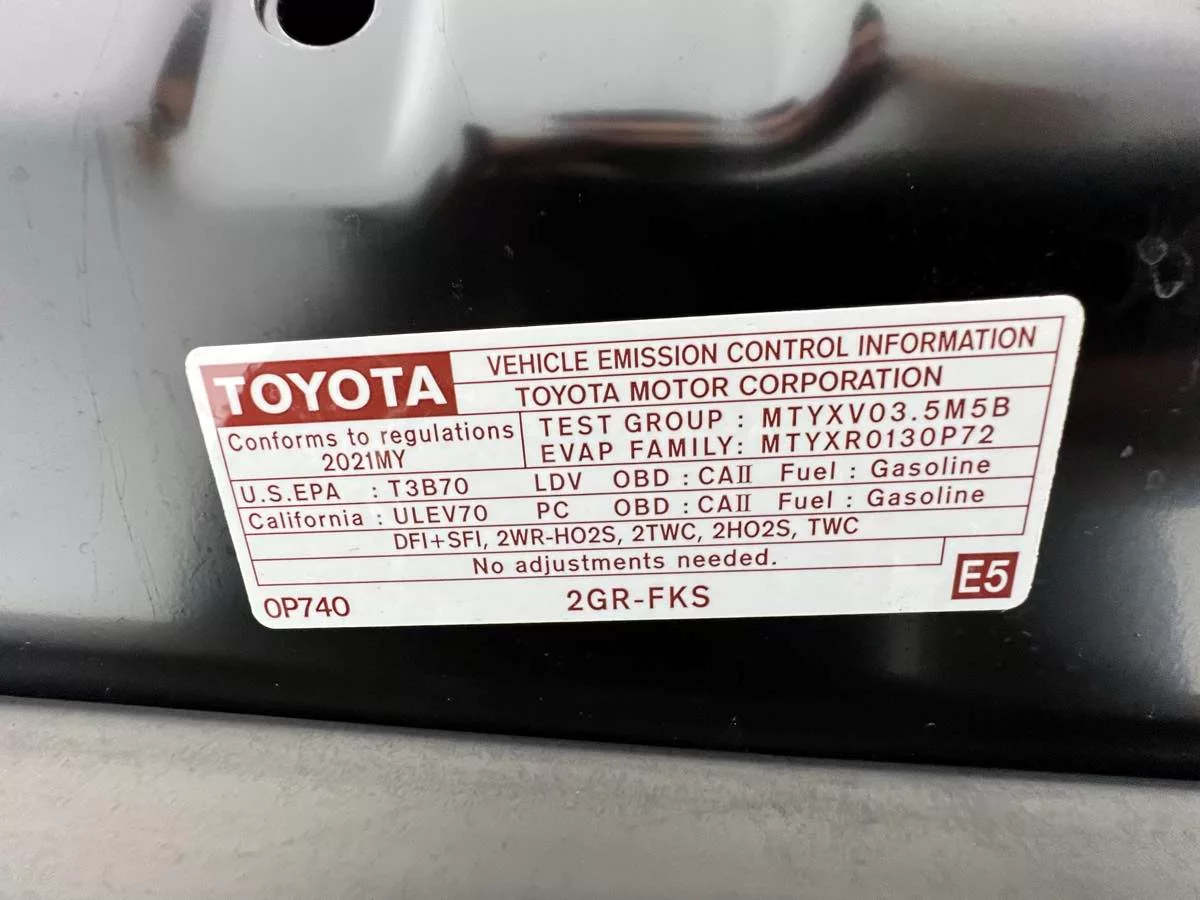 TOYOTA
VEHICLE EMISSION CONTROL INFORMATION
TOYOTA MOTOR CORPORATION
Conforms to regulations
2021MY
TEST GROUP : MTYXV03.5M5B
EVAP FAMILY: MTYXR0130P72
U.S.EPA : T3B70 LDV OBD : CAⅡ Fuel : Gasoline
California : ULEV70 PC OBD : CAⅡ Fuel : Gasoline
DFI+SFI, 2WR-HO2S, 2TWC, 2HO2S, TWC
No adjustments needed.
0P740 2GR-FKS E5